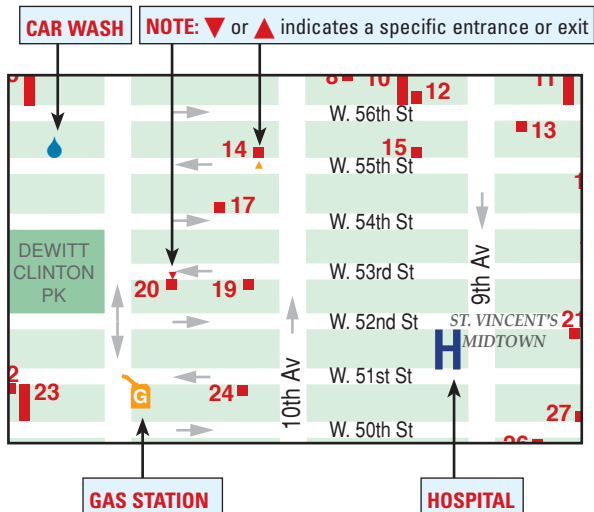 CAR WASH
NOTE: ▼ or ▲ indicates a specific entrance or exit
8
10
11
12
W. 56th St
13
14
15
W. 55th St
17
W. 54th St
DEWITT
CLINTON
PK
W. 53rd St
9th Av
20
19
W. 52nd St
ST. VINCENT'S
MIDTOWN
21
H
10th Av
W. 51st St
23
G
24
27
W. 50th St
26
GAS STATION
HOSPITAL